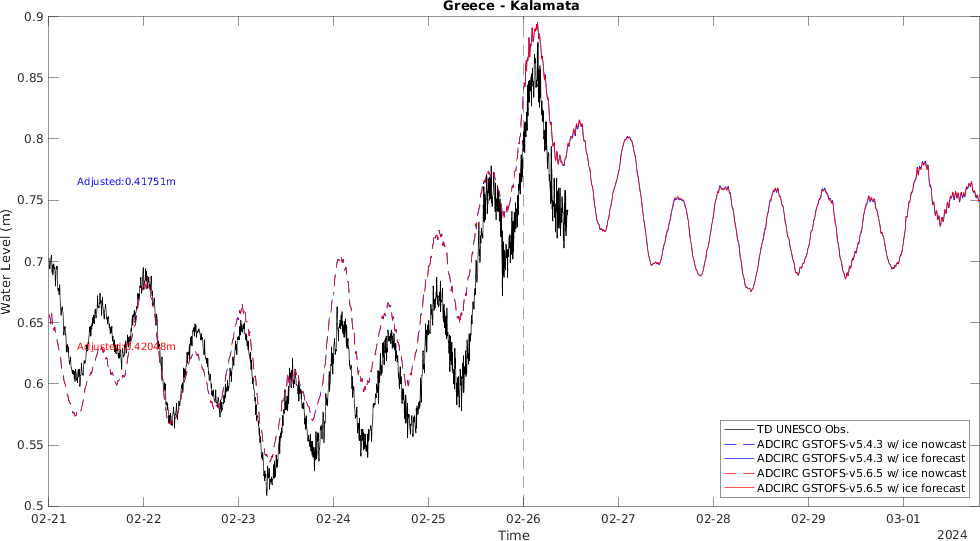 Greece - Kalamata
0.9
0.85
0.8
0.75
0.7
0.65
0.6
0.55
0.5
Water Level (m)
Adjusted:0.41751m
Adjusted:0.42048m
TD UNESCO Obs.
ADCIRC GSTOFS-v5.4.3 w/ ice nowcast
ADCIRC GSTOFS-v5.4.3 w/ ice forecast
ADCIRC GSTOFS-v5.6.5 w/ ice nowcast
ADCIRC GSTOFS-v5.6.5 w/ ice forecast
02-21 02-22 02-23 02-24 02-25 02-26 02-27 02-28 02-29 03-01
Time
2024